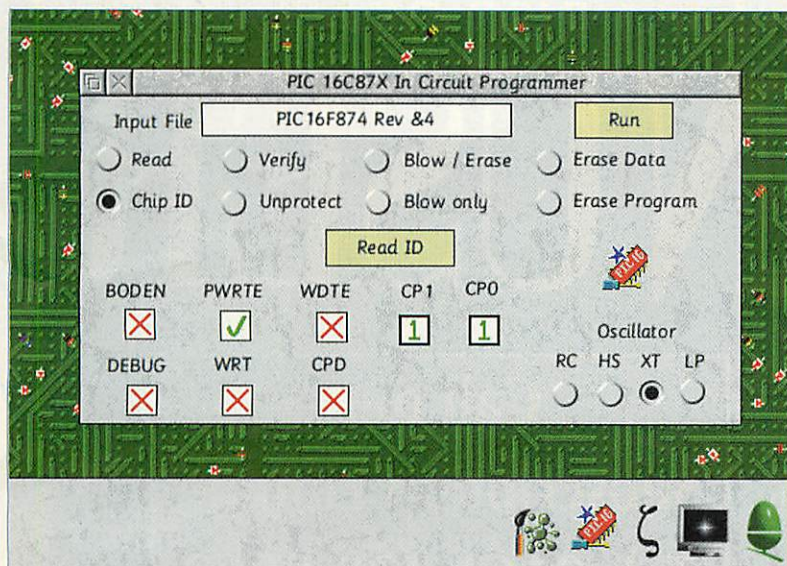 PIC 16C87X In Circuit Programmer
Input File PIC16F874 Rev &4 Run
Read Verify Blow / Erase Erase Data
Chip ID Unprotect Blow only Erase Program
Read ID
PIC16
BODEN PWRTE WDTE CP1 CP0
1 1
Oscillator
DEBUG WRT CPD
RC HS XT LP
PIC16